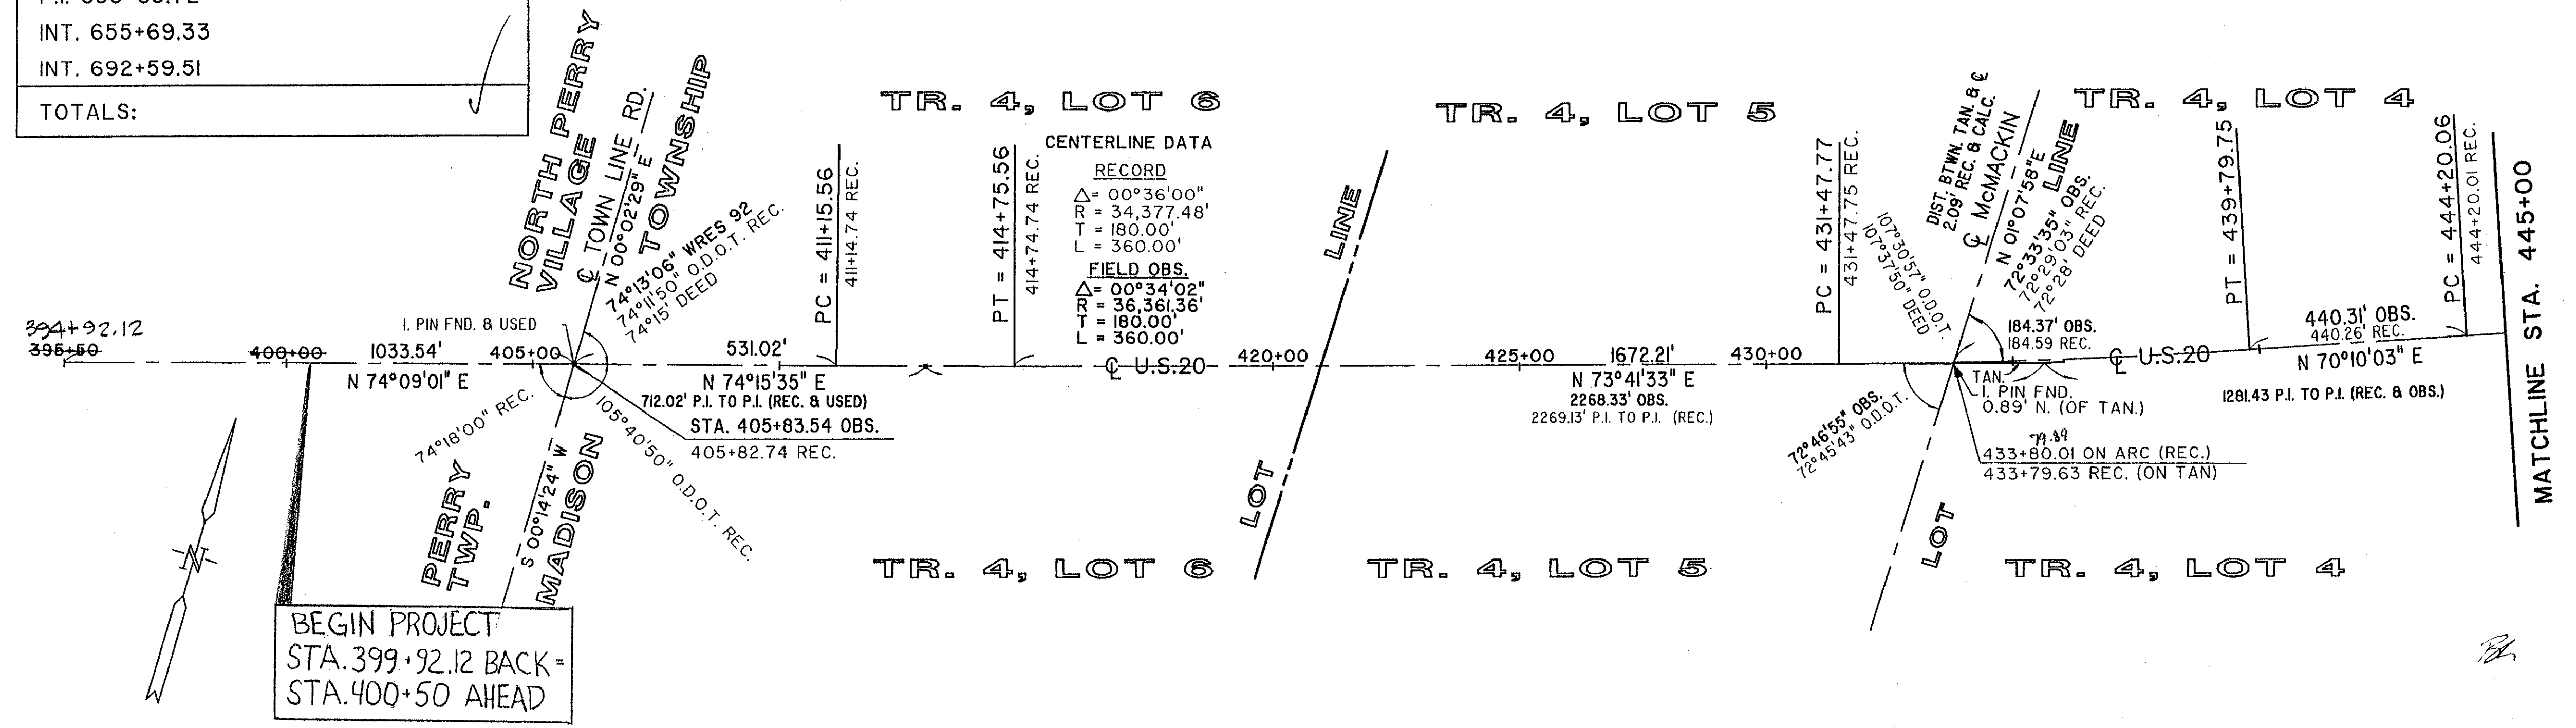 INT. 655+69.33
INT. 692+59.51
TOTALS:
NORTH PERRY
VILLAGE
℄ TOWN LINE RD.
N 00°02'29" E
TOWNSHIP
74°13'06" WRES 92
74°11'50" O.D.O.T. REC.
74°15' DEED
TR. 4, LOT 6
PC = 411+15.56
411+14.74 REC.
PT = 414+75.56
414+74.74 REC.
CENTERLINE DATA
RECORD
Δ= 00°36'00"
R = 34,377.48'
T = 180.00'
L = 360.00'
FIELD OBS.
Δ= 00°34'02"
R = 36,361.36'
T = 180.00'
L = 360.00'
LINE
TR. 4, LOT 5
PC = 431+47.77
431+47.75 REC.
107°30'57" O.D.O.T.
107°37'50" DEED
DIST. BTWN. TAN. & ℄
2.09' REC. & CALC.
℄ McMACKIN
N 01°07'58"E
LINE
72°33'35" OBS.
72°29'03" REC.
72°28' DEED
TR. 4, LOT 4
PT = 439+79.75
PC = 444+20.06
444+20.01 REC.
MATCHLINE STA. 445+00
394+92.12
395+50
400+00
1033.54'
N 74°09'01" E
I. PIN FND. & USED
405+00
531.02'
N 74°15'35" E
712.02' P.I. TO P.I. (REC. & USED)
STA. 405+83.54 OBS.
405+82.74 REC.
℄ U.S.20
420+00
425+00
1672.21'
430+00
N 73°41'33" E
2268.33' OBS.
2269.13' P.I. TO P.I. (REC.)
184.37' OBS.
184.59 REC.
TAN.
I. PIN FND.
0.89' N. (OF TAN.)
79.89
433+80.01 ON ARC (REC.)
433+79.63 REC. (ON TAN)
℄ U.S.20
440.31' OBS.
440.26' REC.
N 70°10'03" E
1281.43 P.I. TO P.I. (REC. & OBS.)
74°18'00" REC.
105°40'50" O.D.O.T. REC.
PERRY
TWP.
S 00°14'24" W
MADISON
72°46'55" OBS.
72°45'43" O.D.O.T.
N
LOT
LOT
TR. 4, LOT 6
TR. 4, LOT 5
TR. 4, LOT 4
BEGIN PROJECT
STA.399+92.12 BACK =
STA.400+50 AHEAD